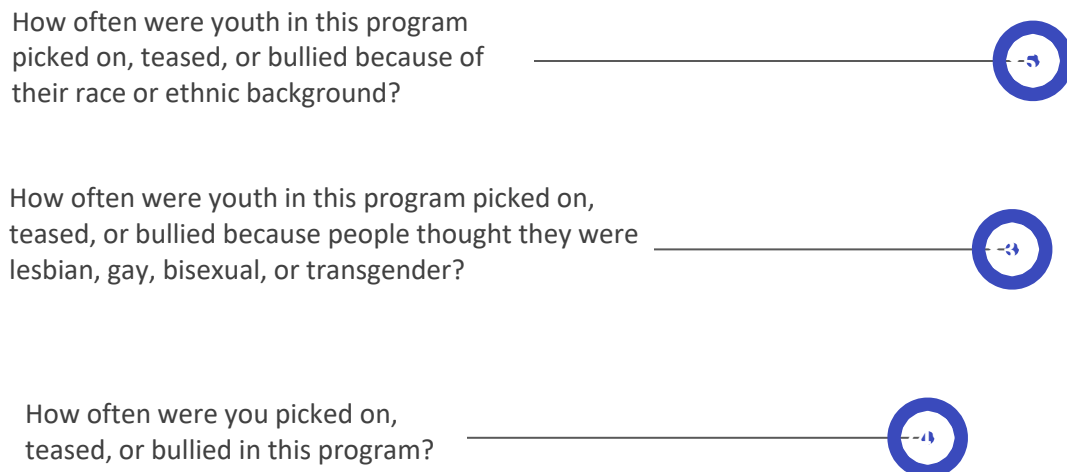 How often were youth in this program
picked on, teased, or bullied because of
their race or ethnic background?
How often were youth in this program picked on,
teased, or bullied because people thought they were
lesbian, gay, bisexual, or transgender?
How often were you picked on,
teased, or bullied in this program?